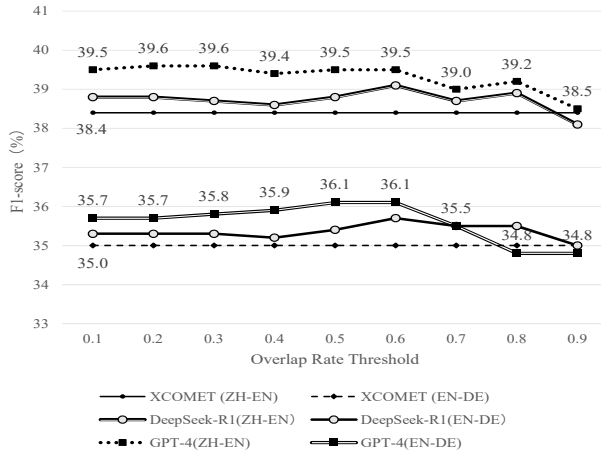 41
40
39
38
37
36
35
34
33
F1-score (%)
39.5 39.6 39.6 39.4 39.5 39.5 39.0 39.2 38.5
38.4
35.7 35.7 35.8 35.9 36.1 36.1 35.5 34.8 34.8
35.0
0.1 0.2 0.3 0.4 0.5 0.6 0.7 0.8 0.9
Overlap Rate Threshold
XCOMET (ZH-EN) XCOMET (EN-DE)
DeepSeek-R1(ZH-EN） DeepSeek-R1(EN-DE）
GPT-4(ZH-EN) GPT-4(EN-DE)